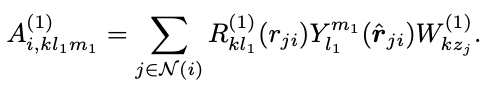 $A^{(1)}_{i,kl_1m_1} = \sum_{j \in \mathcal{N}(i)} R^{(1)}_{kl_1}(r_{ji}) Y^{m_1}_{l_1}(\hat{\boldsymbol{r}}_{ji}) W^{(1)}_{kz_j}.$